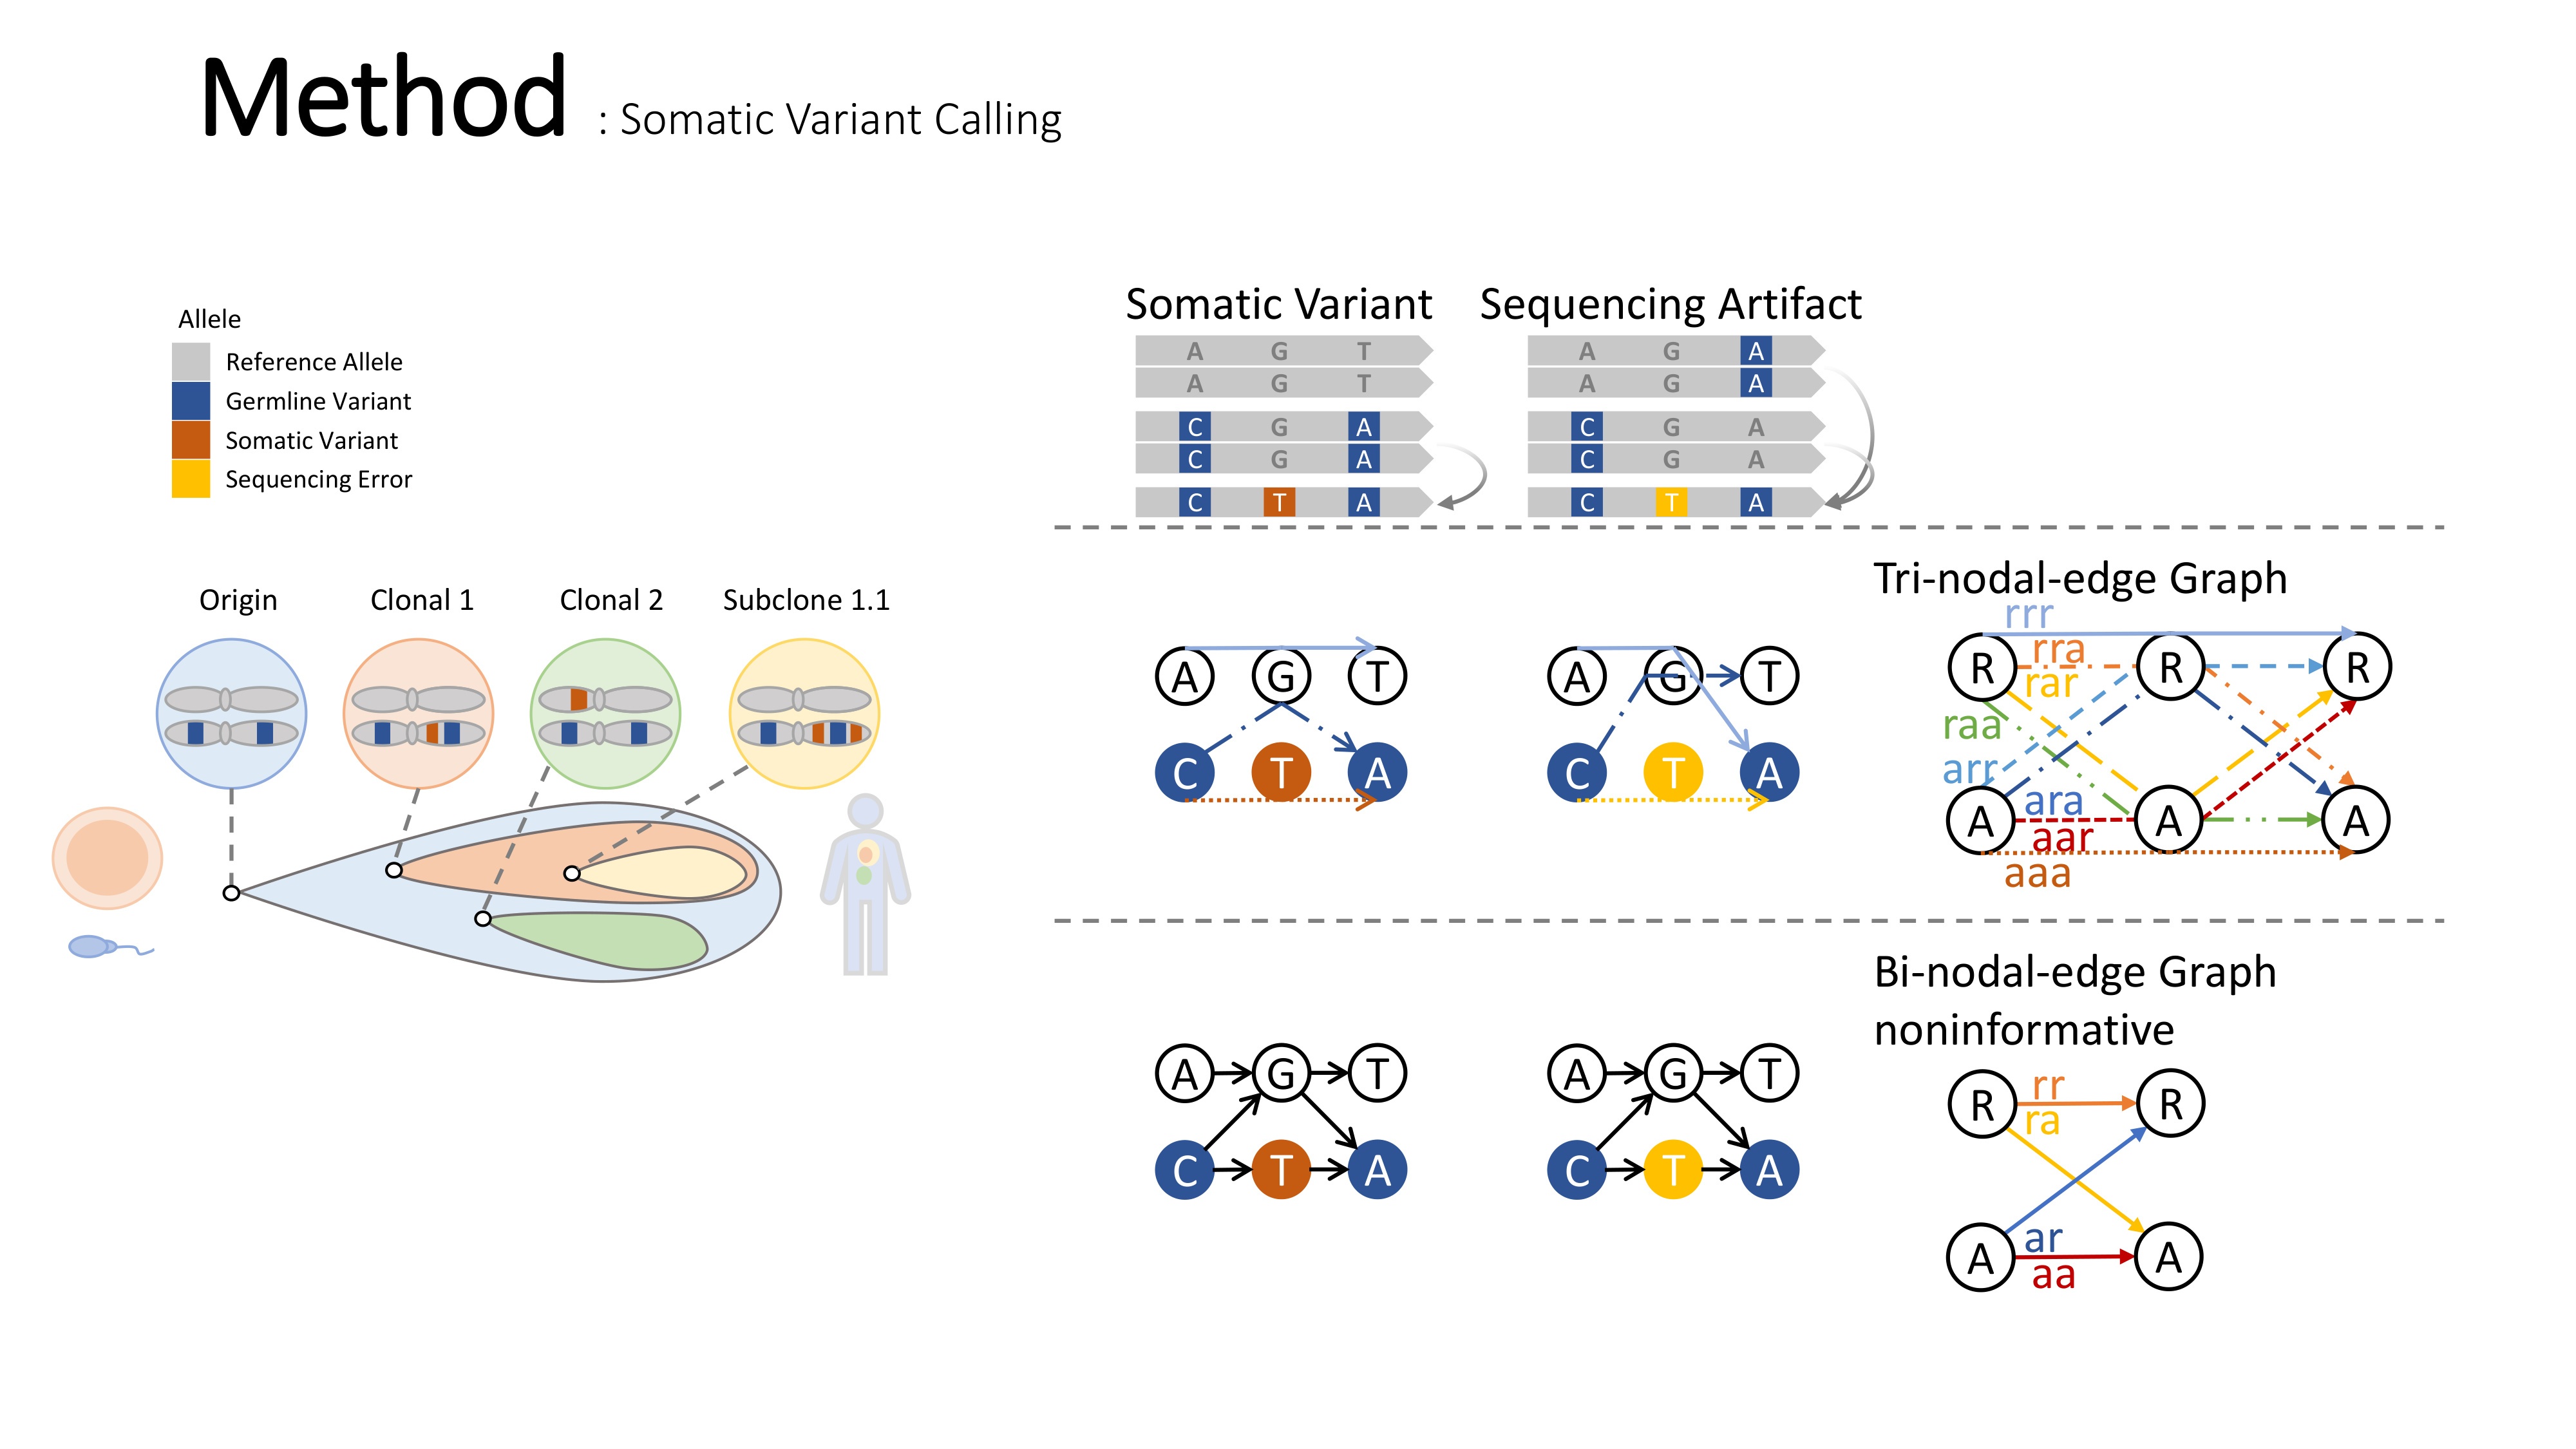 Method : Somatic Variant Calling
Allele
Reference Allele
Germline Variant
Somatic Variant
Sequencing Error
Origin Clonal 1 Clonal 2 Subclone 1.1
Somatic Variant Sequencing Artifact
A G T A G A
A G T A G A
C G A C G A
C G A C G A
C T A C T A
Tri-nodal-edge Graph
A G T A G T
C T A C T A
rrr
R R R
rra
rar
raa
arr
ara
A A A
aar
aaa
Bi-nodal-edge Graph
noninformative
A G T A G T
C T A C T A
rr
R R
ra
ar
A A
aa